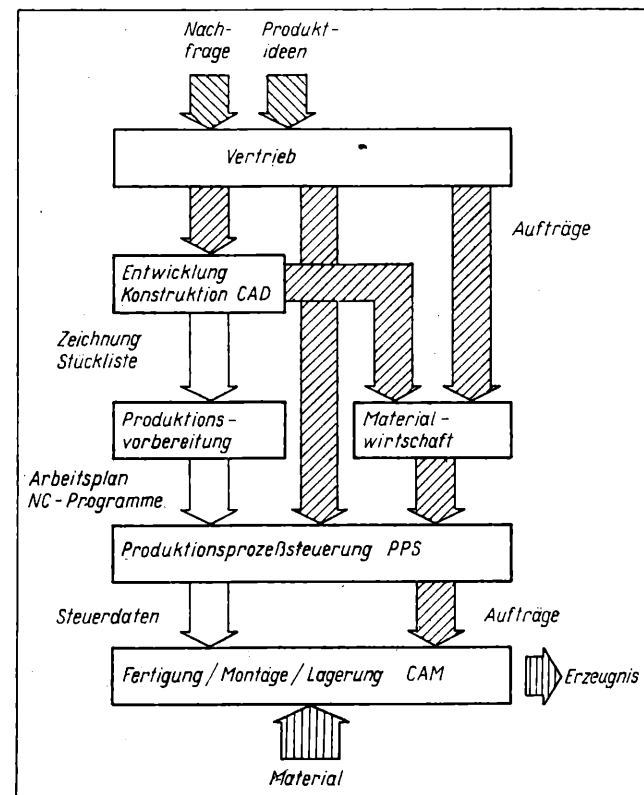 Nach-
frage
Produkt-
ideen
Vertrieb
Aufträge
Entwicklung
Konstruktion CAD
Zeichnung
Stückliste
Produktions-
vorbereitung
Material-
wirtschaft
Arbeitsplan
NC-Programme
Produktionsprozeßsteuerung PPS
Steuerdaten
Aufträge
Fertigung/Montage/Lagerung CAM
Erzeugnis
Material